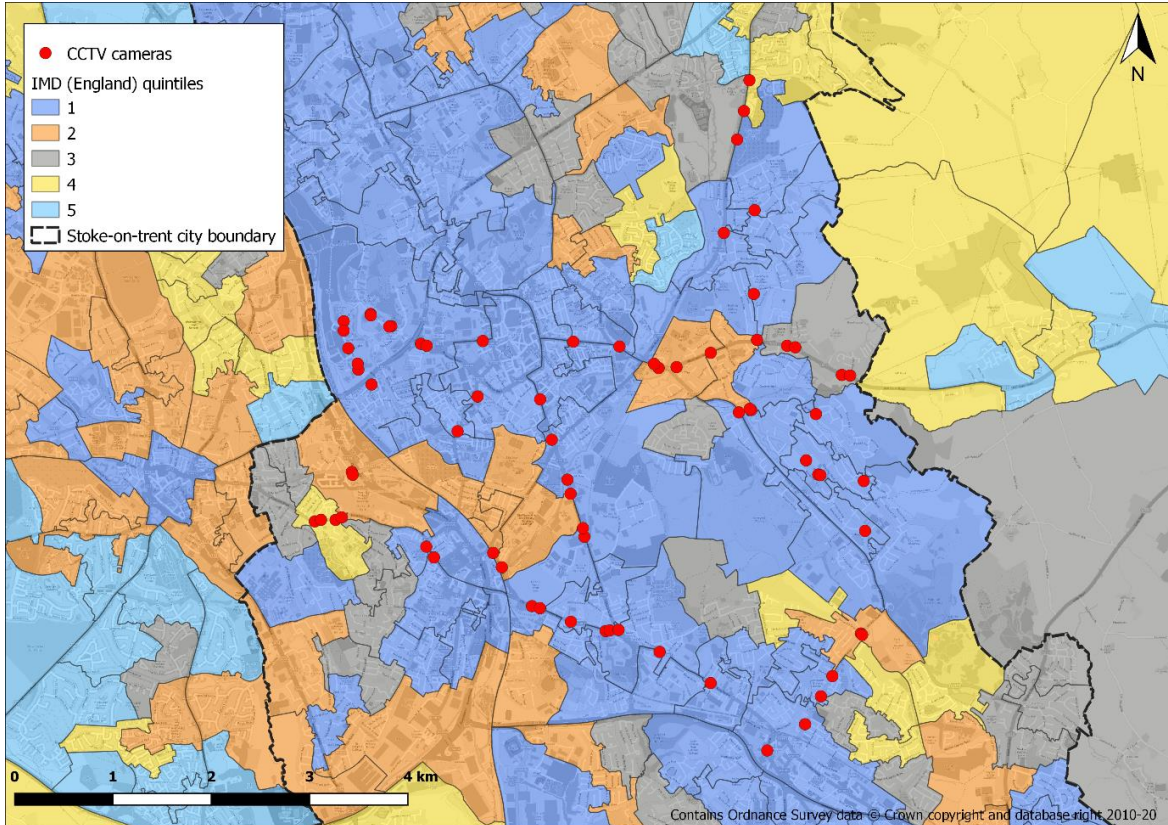 CCTV cameras
IMD (England) quintiles
1
2
3
4
5
Stoke-on-trent city boundary
N
0 1 2 3 4 km
Contains Ordnance Survey data © Crown copyright and database right 2010-20